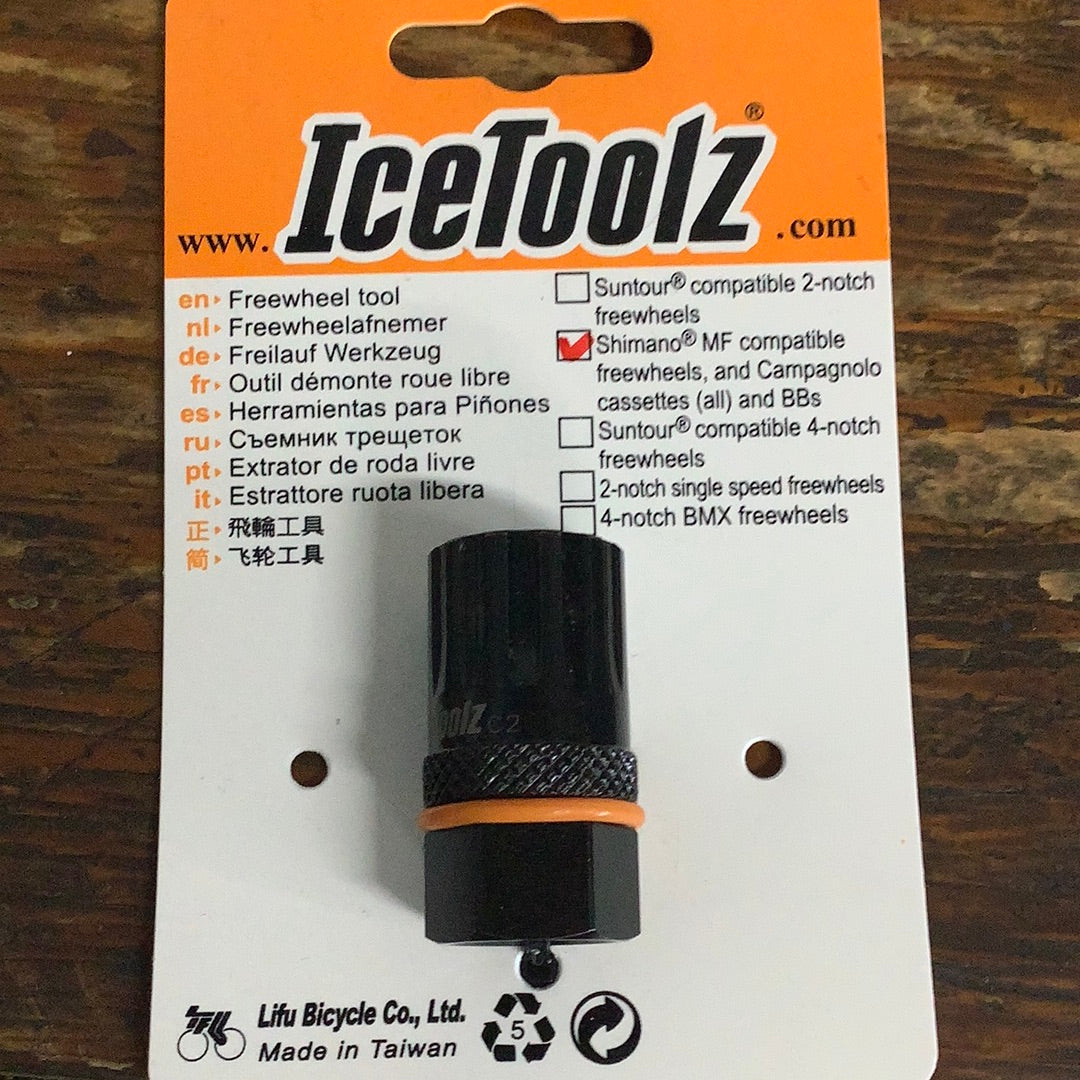 www.IceToolz®.com
en Freewheel tool
nl Freewheelafnemer
de Freilauf Werkzeug
fr Outil démonte roue libre
es Herramientas para Piñones
ru Съемник трещеток
pt Extrator de roda livre
it Estrattore ruota libera
正 飛輪工具
简 飞轮工具
Suntour® compatible 2-notch
freewheels
Shimano® MF compatible
freewheels, and Campagnolo
cassettes (all) and BBs
Suntour® compatible 4-notch
freewheels
2-notch single speed freewheels
4-notch BMX freewheels
oolz C2
Lifu Bicycle Co., Ltd.
Made in Taiwan
5